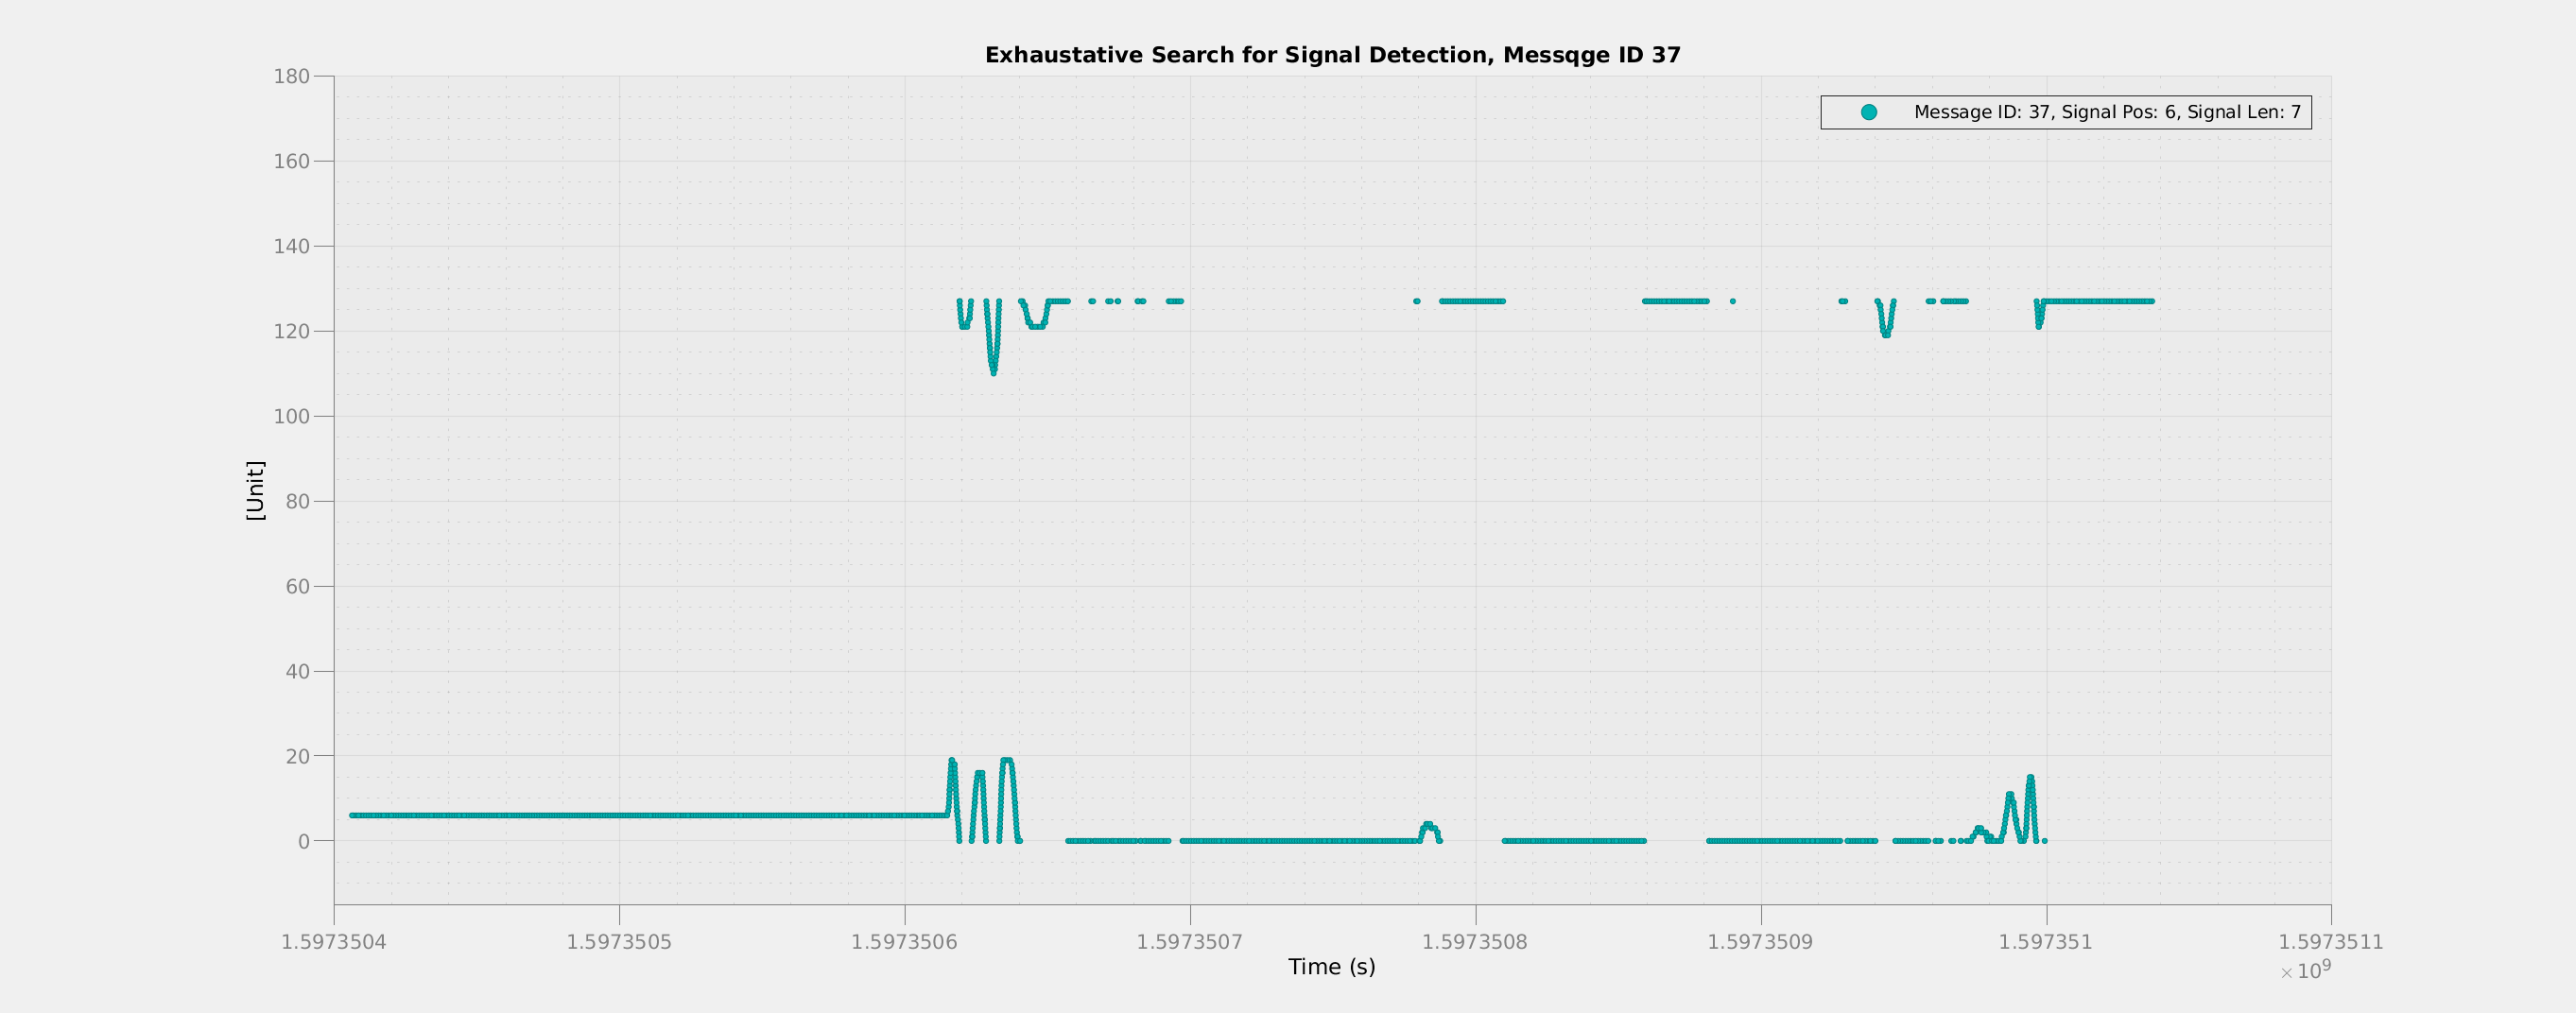 Exhaustative Search for Signal Detection, Messqge ID 37
Message ID: 37, Signal Pos: 6, Signal Len: 7
180
160
140
120
100
80
60
40
20
0
[Unit]
1.5973504 1.5973505 1.5973506 1.5973507 1.5973508 1.5973509 1.597351 1.5973511
Time (s)
× 10⁹